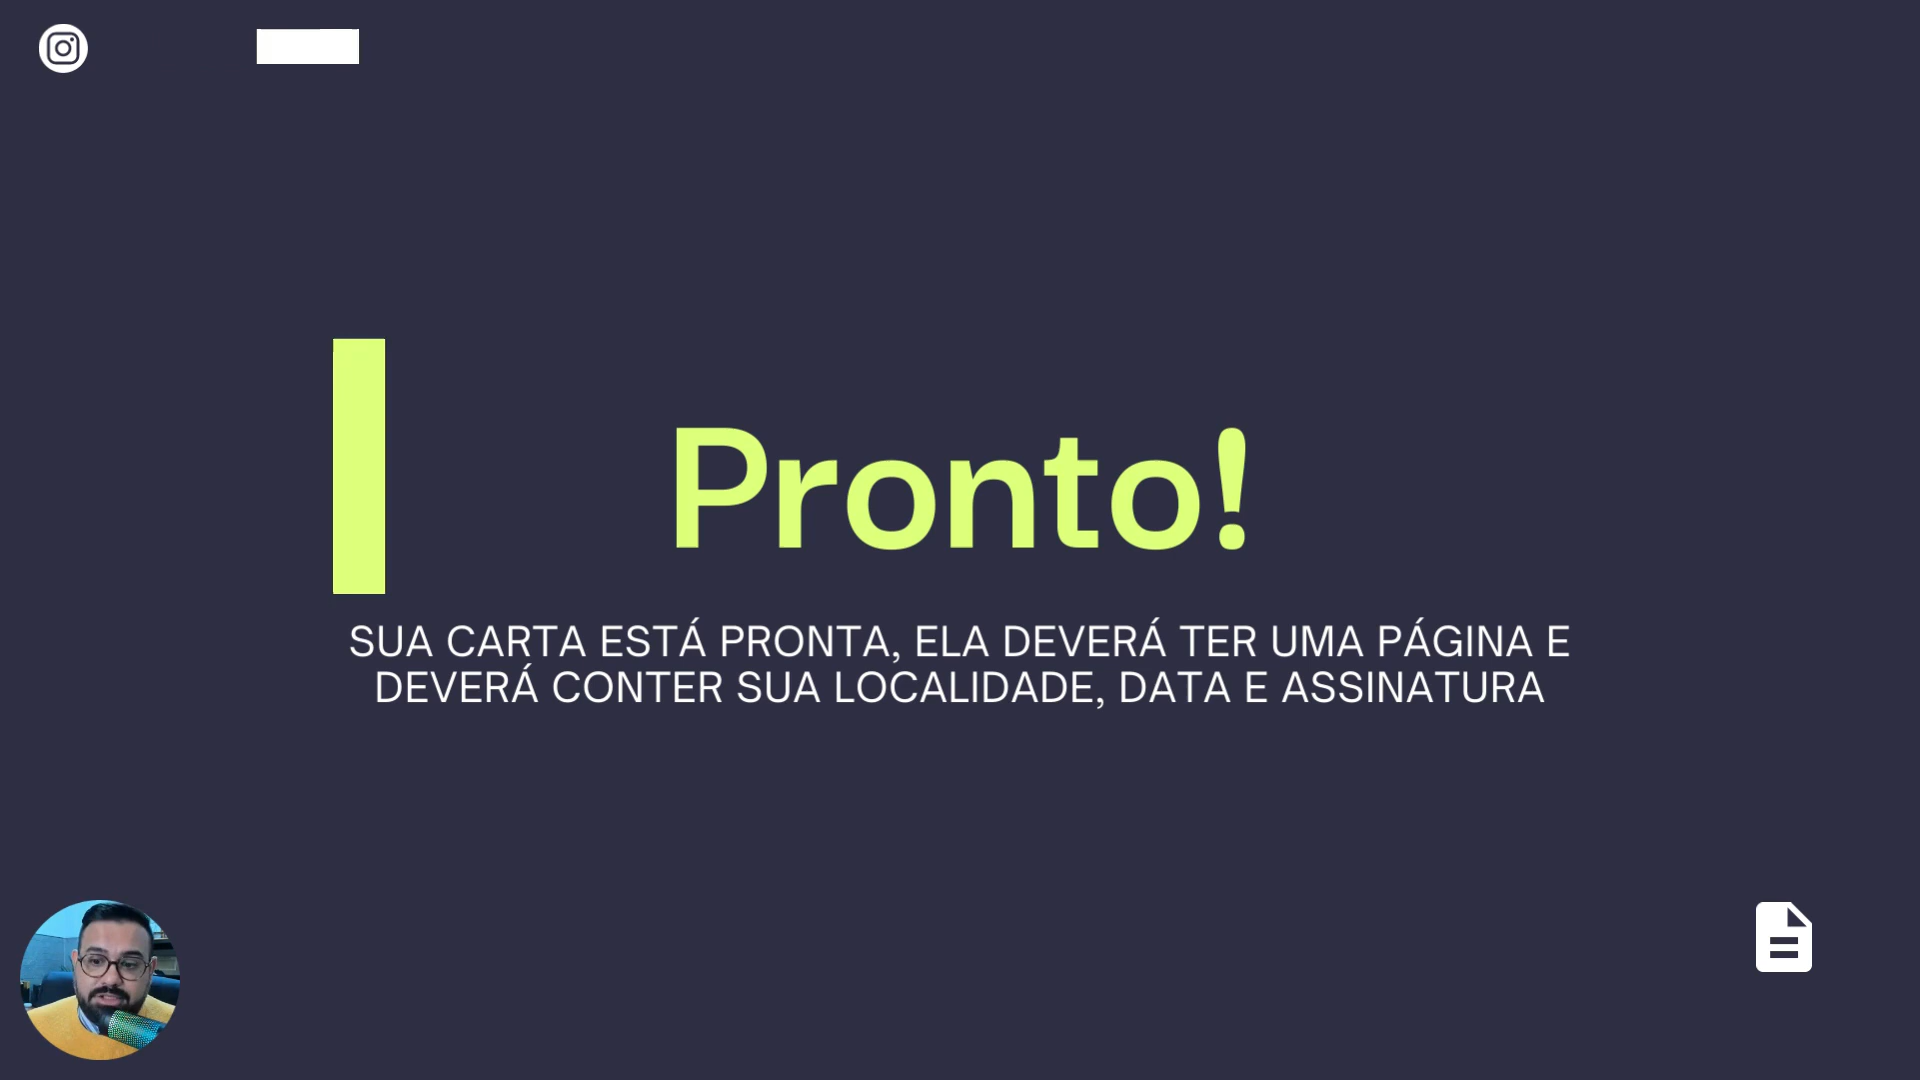 Pronto!
SUA CARTA ESTÁ PRONTA, ELA DEVERÁ TER UMA PÁGINA E
DEVERÁ CONTER SUA LOCALIDADE, DATA E ASSINATURA